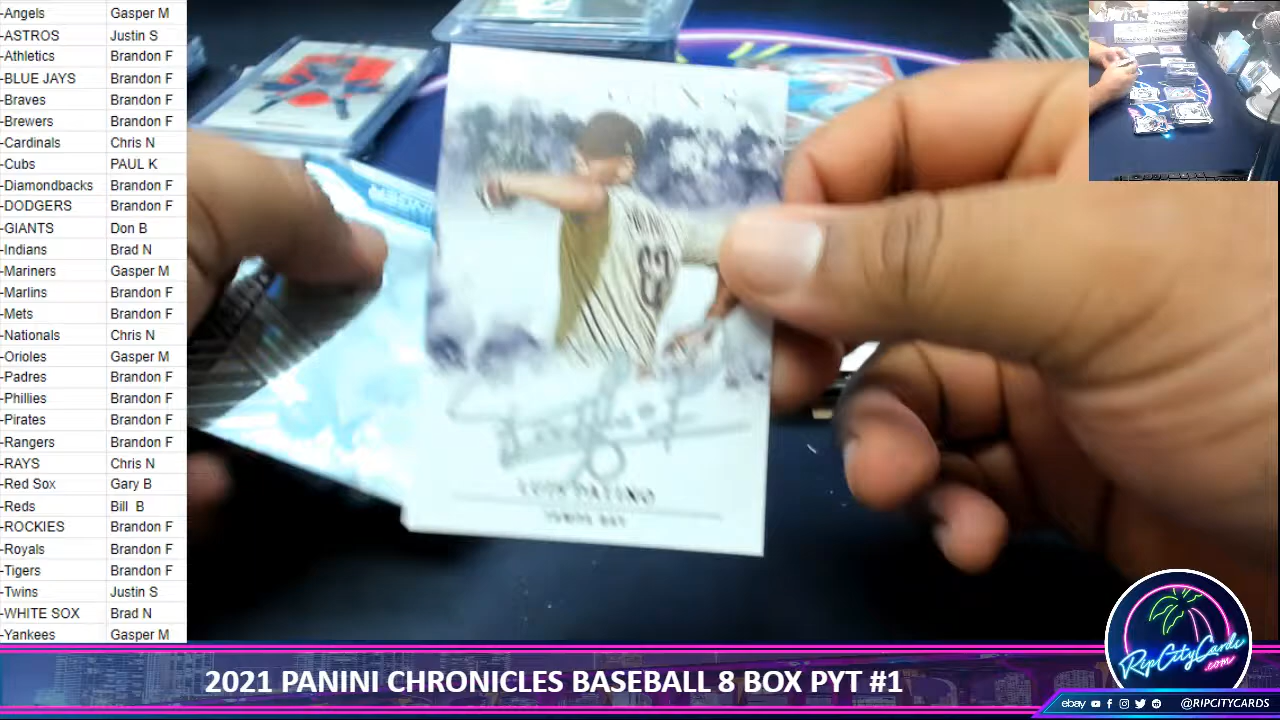 -Angels Gasper M
-ASTROS Justin S
-Athletics Brandon F
-BLUE JAYS Brandon F
-Braves Brandon F
-Brewers Brandon F
-Cardinals Chris N
-Cubs PAUL K
-Diamondbacks Brandon F
-DODGERS Brandon F
-GIANTS Don B
-Indians Brad N
-Mariners Gasper M
-Marlins Brandon F
-Mets Brandon F
-Nationals Chris N
-Orioles Gasper M
-Padres Brandon F
-Phillies Brandon F
-Pirates Brandon F
-Rangers Brandon F
-RAYS Chris N
-Red Sox Gary B
-Reds Bill B
-ROCKIES Brandon F
-Royals Brandon F
-Tigers Brandon F
-Twins Justin S
-WHITE SOX Brad N
-Yankees Gasper M
63
RipCityCards
.com
2021 PANINI CHRONICLES BASEBALL 8 BOX PYT #1
ebay @RIPCITYCARDS